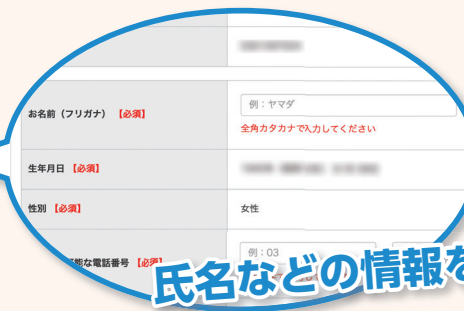 お名前（フリガナ）【必須】
例：ヤマダ
全角カタカナで入力してください
生年月日【必須】
性別【必須】
女性
能な電話番号【必須】
例：03
氏名などの情報を